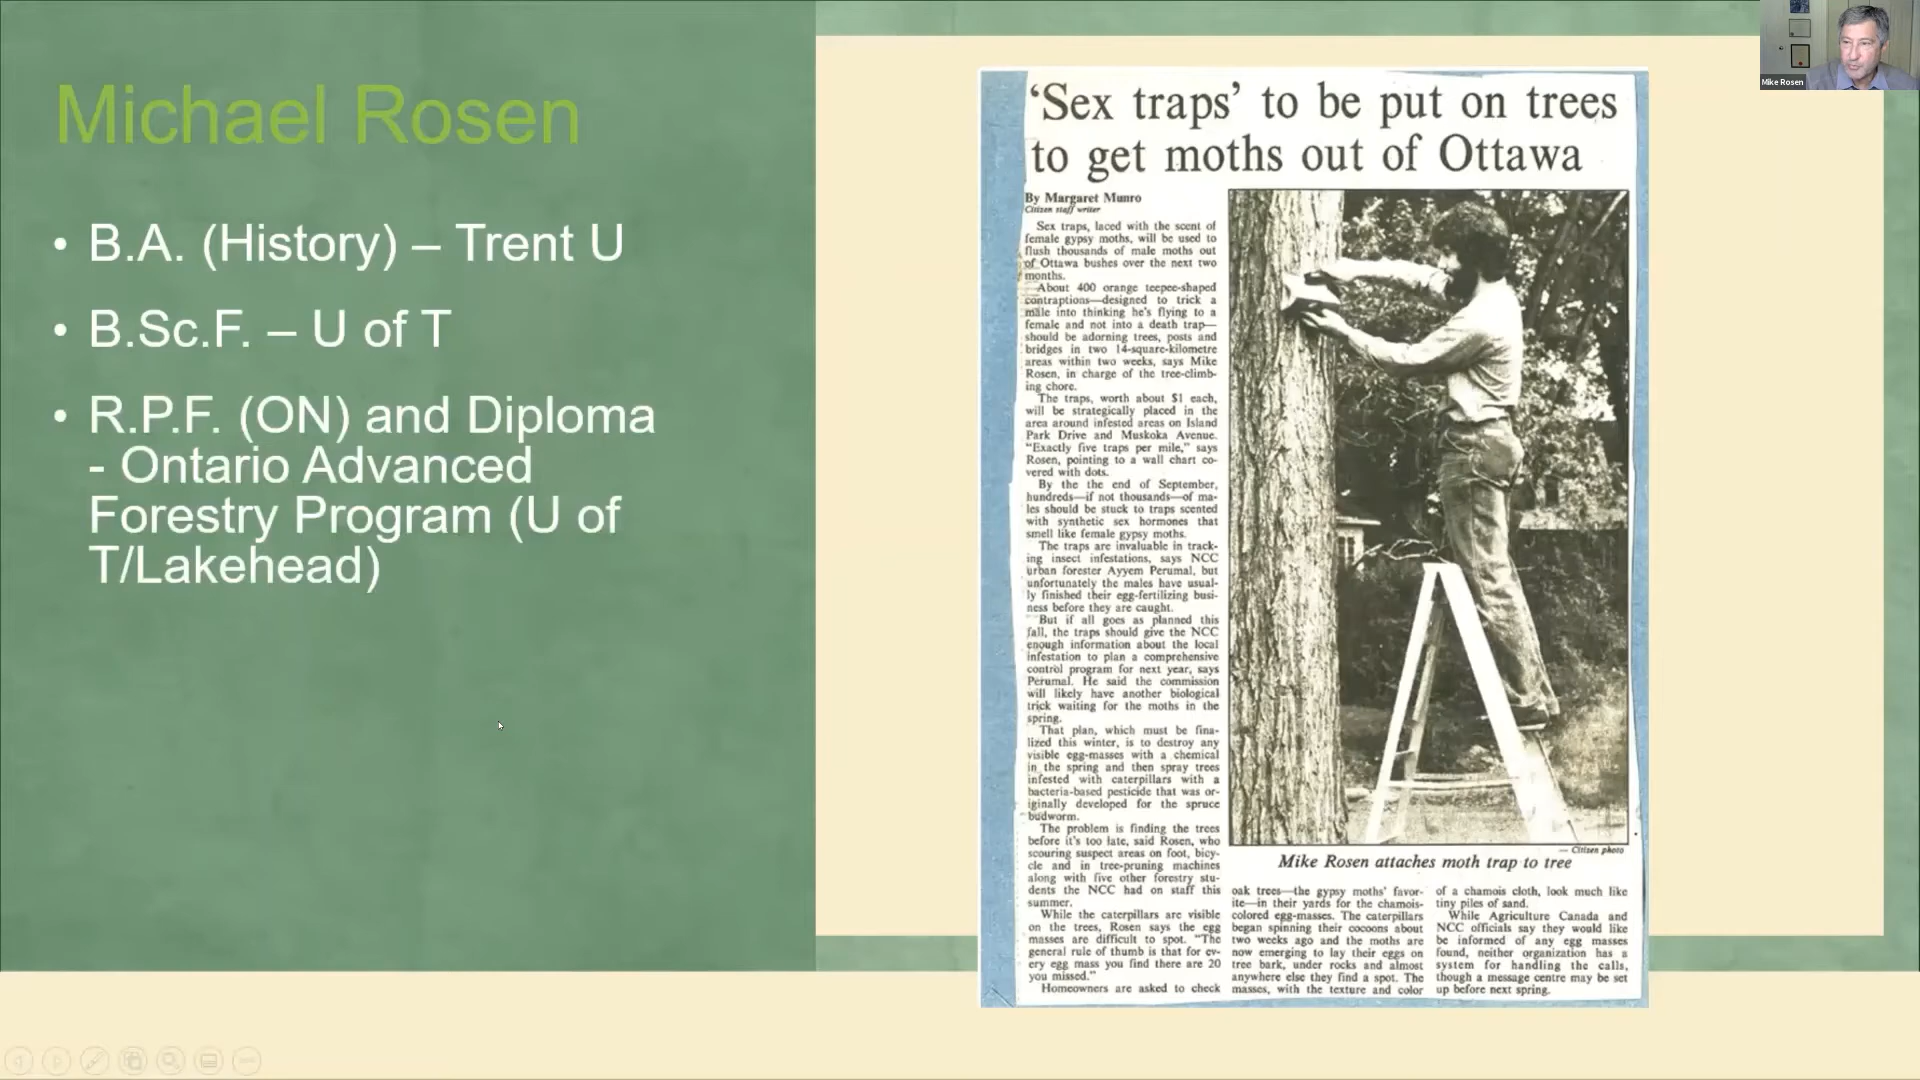 Michael Rosen
• B.A. (History) – Trent U
• B.Sc.F. – U of T
• R.P.F. (ON) and Diploma
- Ontario Advanced
Forestry Program (U of
T/Lakehead)
‘Sex traps’ to be put on trees
to get moths out of Ottawa
By Margaret Munro
Citizen staff writer
Sex traps, laced with the scent of
female gypsy moths, will be used to
flush thousands of male moths out
of Ottawa bushes over the next two
months.
About 400 orange teepee-shaped
contraptions—designed to trick a
male into thinking he's flying to a
female and not into a death trap—
should be adorning trees, posts and
bridges in two 14-square-kilometre
areas within two weeks, says Mike
Rosen, in charge of the tree-climb-
ing chore.
The traps, worth about $1 each,
will be strategically placed in the
area around infested areas on Island
Park Drive and Muskoka Avenue.
“Exactly five traps per mile,” says
Rosen, pointing to a wall chart co-
vered with dots.
By the the end of September,
hundreds—if not thousands—of ma-
les should be stuck to traps scented
with synthetic sex hormones that
smell like female gypsy moths.
The traps are invaluable in track-
ing insect infestations, says NCC
urban forester Ayyem Perumal, but
unfortunately the males have usual-
ly finished their egg-fertilizing busi-
ness before they are caught.
But if all goes as planned this
fall, the traps should give the NCC
enough information about the local
infestation to plan a comprehensive
control program for next year, says
Perumal. He said the commission
will likely have another biological
trick waiting for the moths in the
spring.
That plan, which must be fina-
lized this winter, is to destroy any
visible egg-masses with a chemical
in the spring and then spray trees
infested with caterpillars with a
bacteria-based pesticide that was or-
iginally developed for the spruce
budworm.
The problem is finding the trees
before it's too late, said Rosen, who
scouring suspect areas on foot, bicy-
cle and in tree-pruning machines
along with five other forestry stu-
dents the NCC had on staff this
summer.
While the caterpillars are visible
on the trees, Rosen says the egg
masses are difficult to spot. “The
general rule of thumb is that for ev-
ery egg mass you find there are 20
you missed.”
Homeowners are asked to check
— Citizen photo
Mike Rosen attaches moth trap to tree
oak trees—the gypsy moths' favor-
ite—in their yards for the chamois-
colored egg-masses. The caterpillars
began spinning their cocoons about
two weeks ago and the moths are
now emerging to lay their eggs on
tree bark, under rocks and almost
anywhere else they find a spot. The
masses, with the texture and color
of a chamois cloth, look much like
tiny piles of sand.
While Agriculture Canada and
NCC officials say they would like
be informed of any egg masses
found, neither organization has a
system for handling the calls,
though a message centre may be set
up before next spring.
Mike Rosen